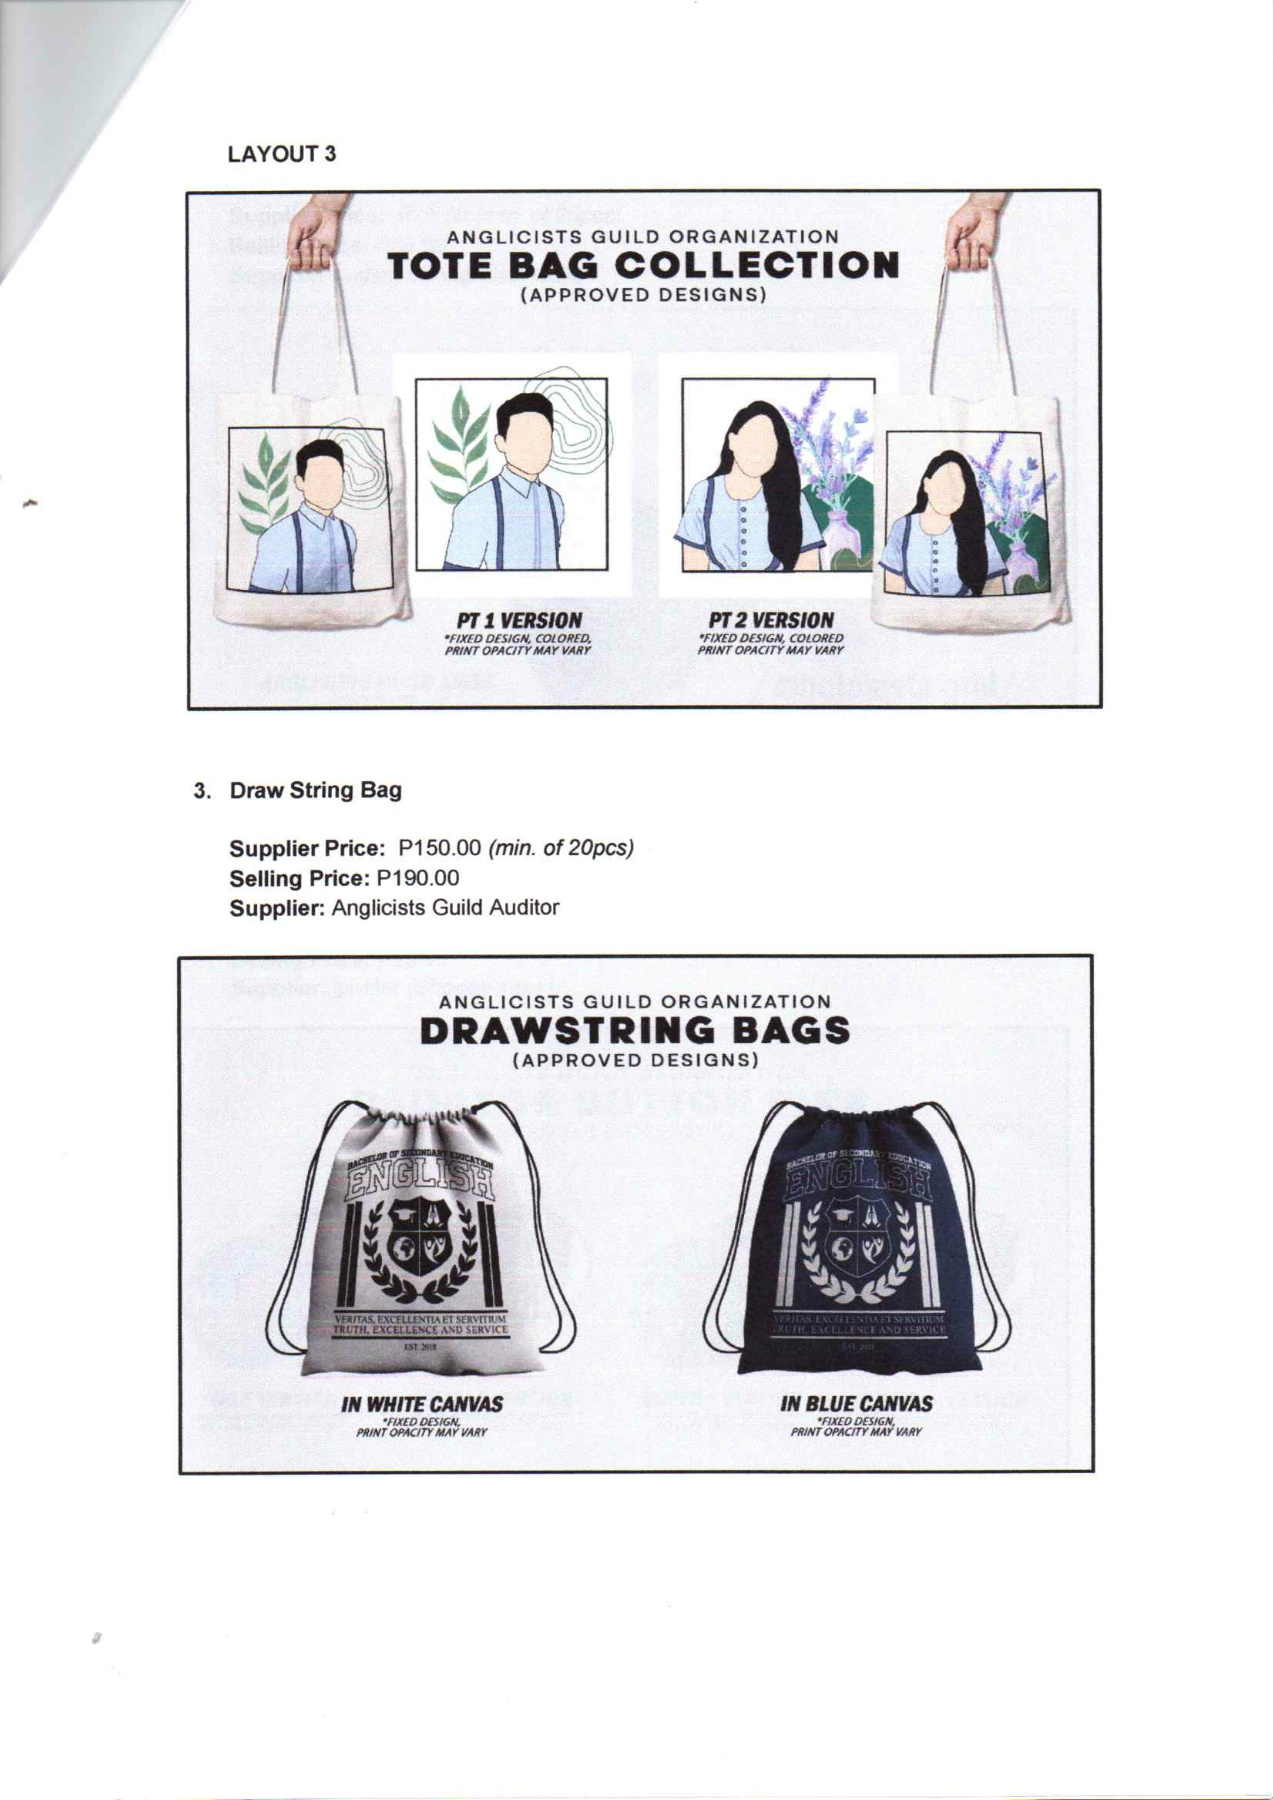 LAYOUT 3
ANGLICISTS GUILD ORGANIZATION
TOTE BAG COLLECTION
(APPROVED DESIGNS)
PT 1 VERSION
*FIXED DESIGN, COLORED,
PRINT OPACITY MAY VARY
PT 2 VERSION
*FIXED DESIGN, COLORED
PRINT OPACITY MAY VARY
3. Draw String Bag
Supplier Price: P150.00 (min. of 20pcs)
Selling Price: P190.00
Supplier: Anglicists Guild Auditor
ANGLICISTS GUILD ORGANIZATION
DRAWSTRING BAGS
(APPROVED DESIGNS)
BACHELOR OF SECONDARY EDUCATION
ENGLISH
VERITAS, EXCELLENTIA ET SERVITIUM
TRUTH, EXCELLENCE AND SERVICE
EST. 2018
IN WHITE CANVAS
*FIXED DESIGN,
PRINT OPACITY MAY VARY
BACHELOR OF SECONDARY EDUCATION
ENGLISH
VERITAS, EXCELLENTIA ET SERVITIUM
TRUTH, EXCELLENCE AND SERVICE
IN BLUE CANVAS
*FIXED DESIGN,
PRINT OPACITY MAY VARY